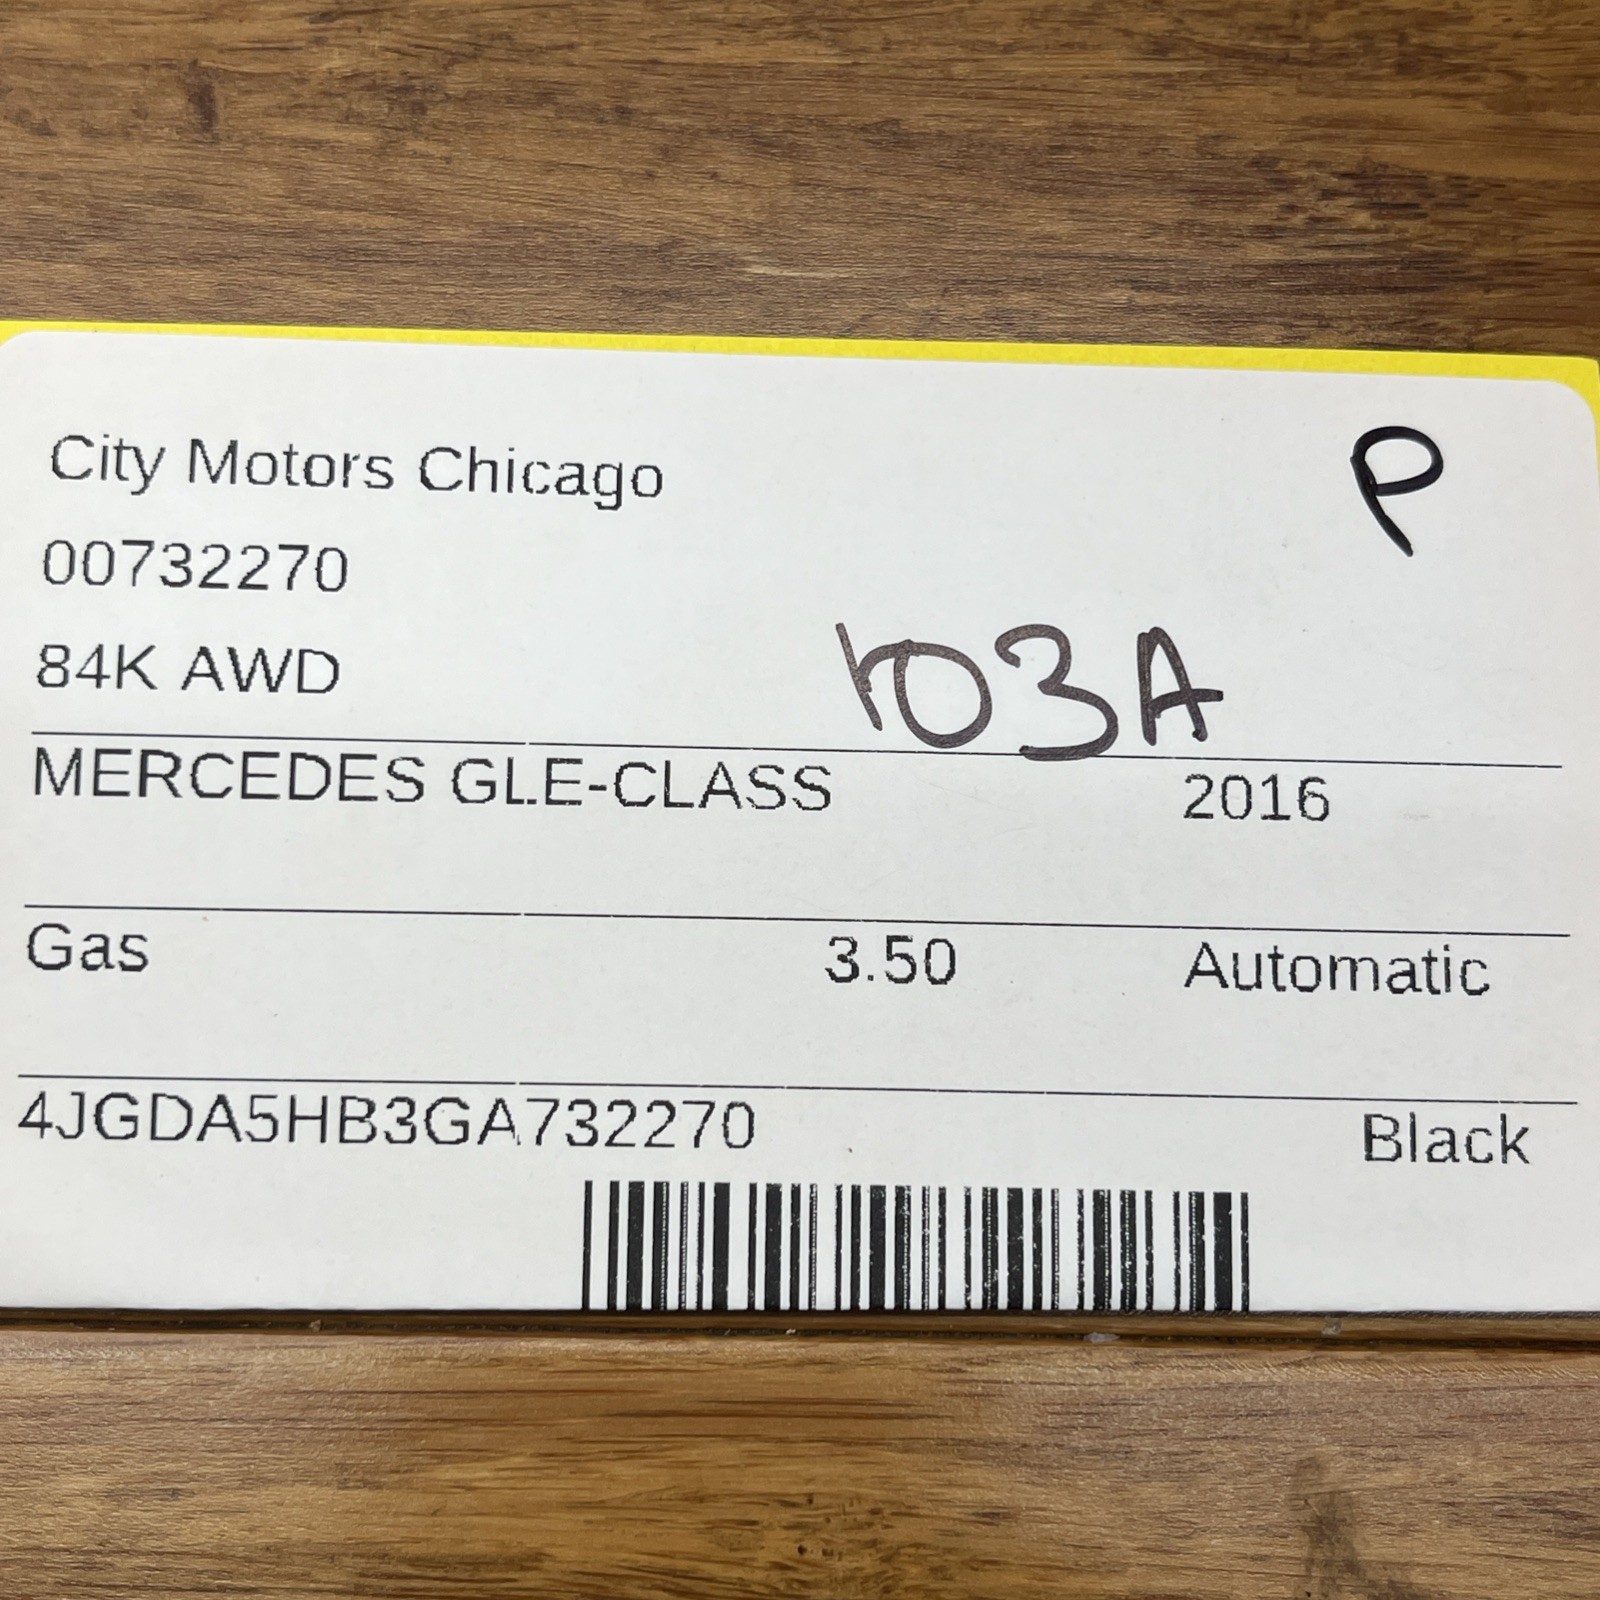 City Motors Chicago
P
00732270
84K AWD
103A
MERCEDES GLE-CLASS 2016
Gas 3.50 Automatic
4JGDA5HB3GA732270 Black